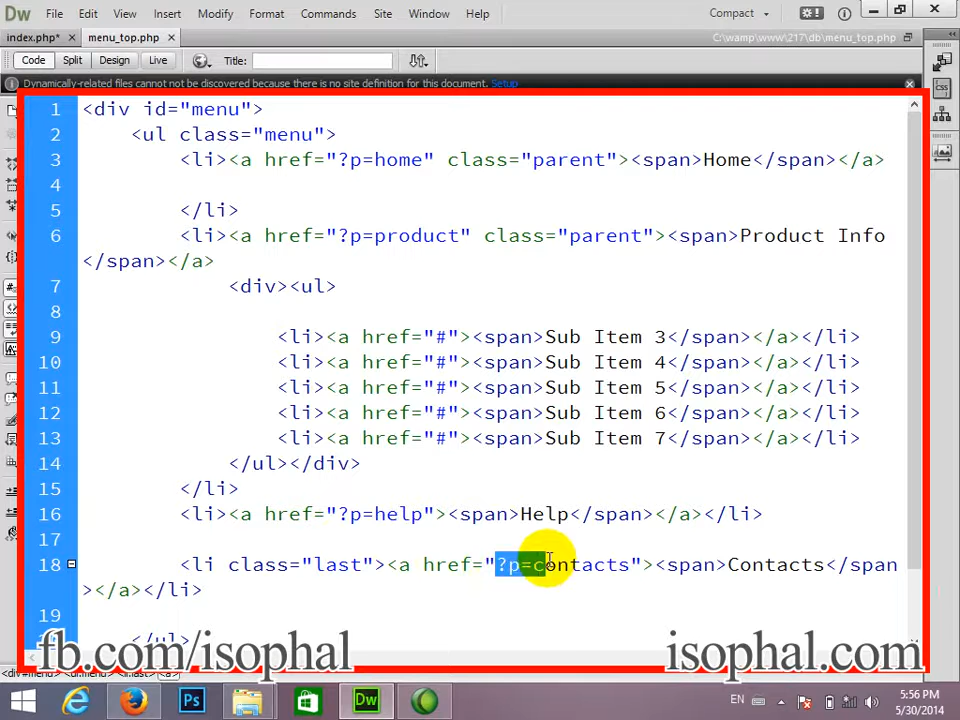 Dw File Edit View Insert Modify Format Commands Site Window Help Compact
index.php* × menu_top.php × C:\wamp\www\217\db\menu_top.php
Code Split Design Live Title:
Dynamically-related files cannot be discovered because there is no site definition for this document. Setup
1 <div id="menu">
2 <ul class="menu">
3 <li><a href="?p=home" class="parent"><span>Home</span></a>
4
5 </li>
6 <li><a href="?p=product" class="parent"><span>Product Info
</span></a>
7 <div><ul>
8
9 <li><a href="#"><span>Sub Item 3</span></a></li>
10 <li><a href="#"><span>Sub Item 4</span></a></li>
11 <li><a href="#"><span>Sub Item 5</span></a></li>
12 <li><a href="#"><span>Sub Item 6</span></a></li>
13 <li><a href="#"><span>Sub Item 7</span></a></li>
14 </ul></div>
15 </li>
16 <li><a href="?p=help"><span>Help</span></a></li>
17
18 <li class="last"><a href="?p=contacts"><span>Contacts</span
></a></li>
19
</ul>
fb.com/isophal isophal.com
<ul.menu> <li.last> <a>
Ps Dw EN 5:56 PM
5/30/2014